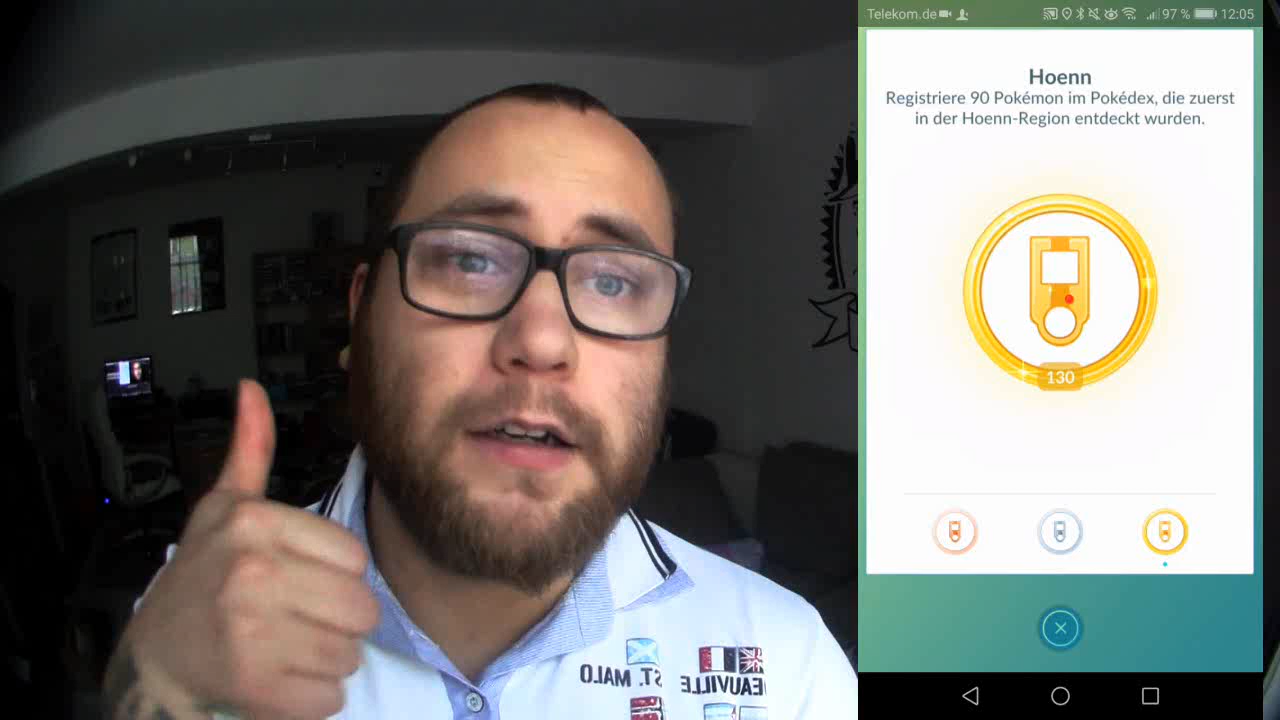 Telekom.de
97 %
12:05
Hoenn
Registriere 90 Pokémon im Pokédex, die zuerst
in der Hoenn-Region entdeckt wurden.
130
ST. MALO
EAUVILLE